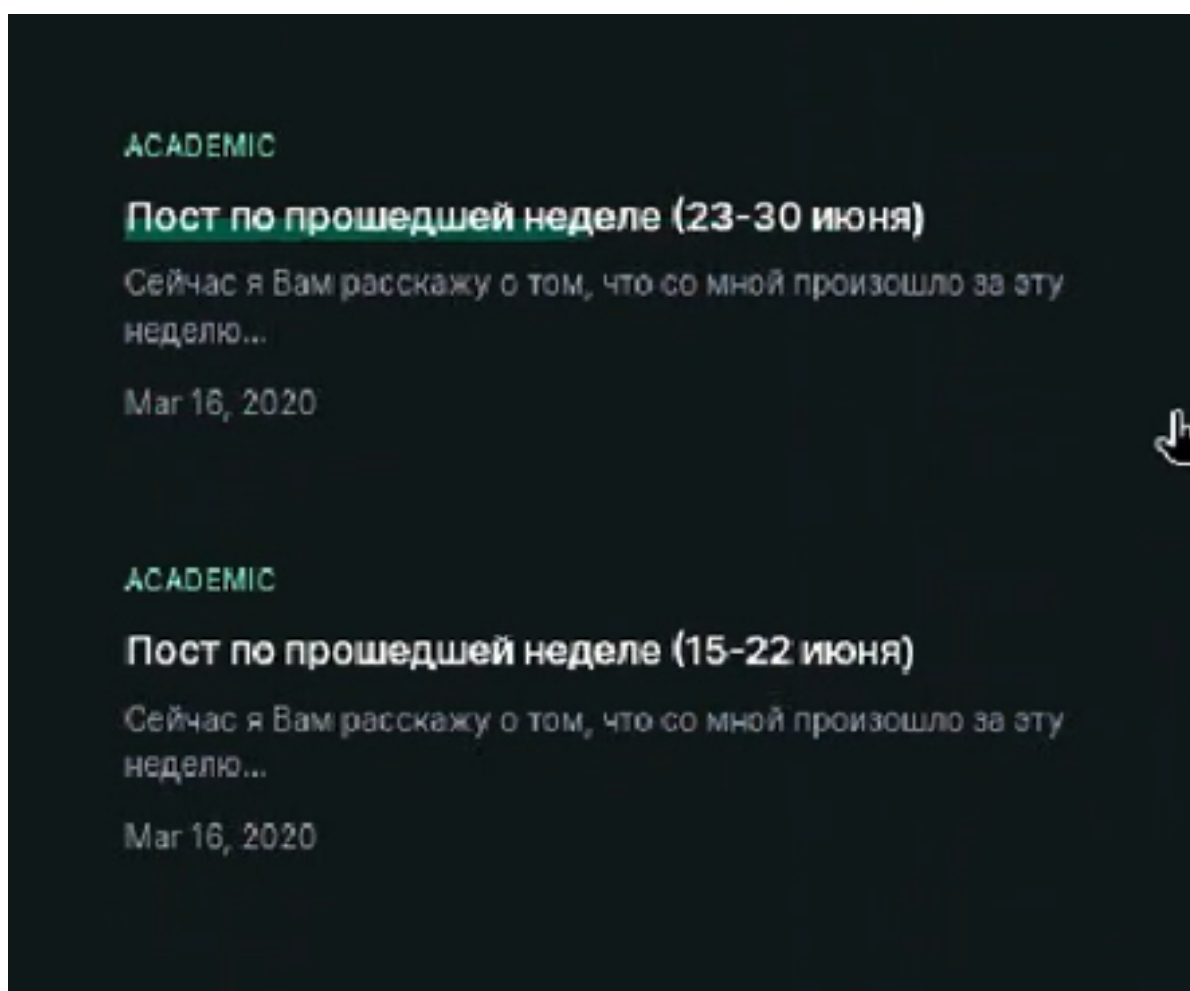 ACADEMIC
Пост по прошедшей неделе (23-30 июня)
Сейчас я Вам расскажу о том, что со мной произошло за эту
неделю...
Mar 16, 2020
ACADEMIC
Пост по прошедшей неделе (15-22 июня)
Сейчас я Вам расскажу о том, что со мной произошло за эту
неделю...
Mar 16, 2020